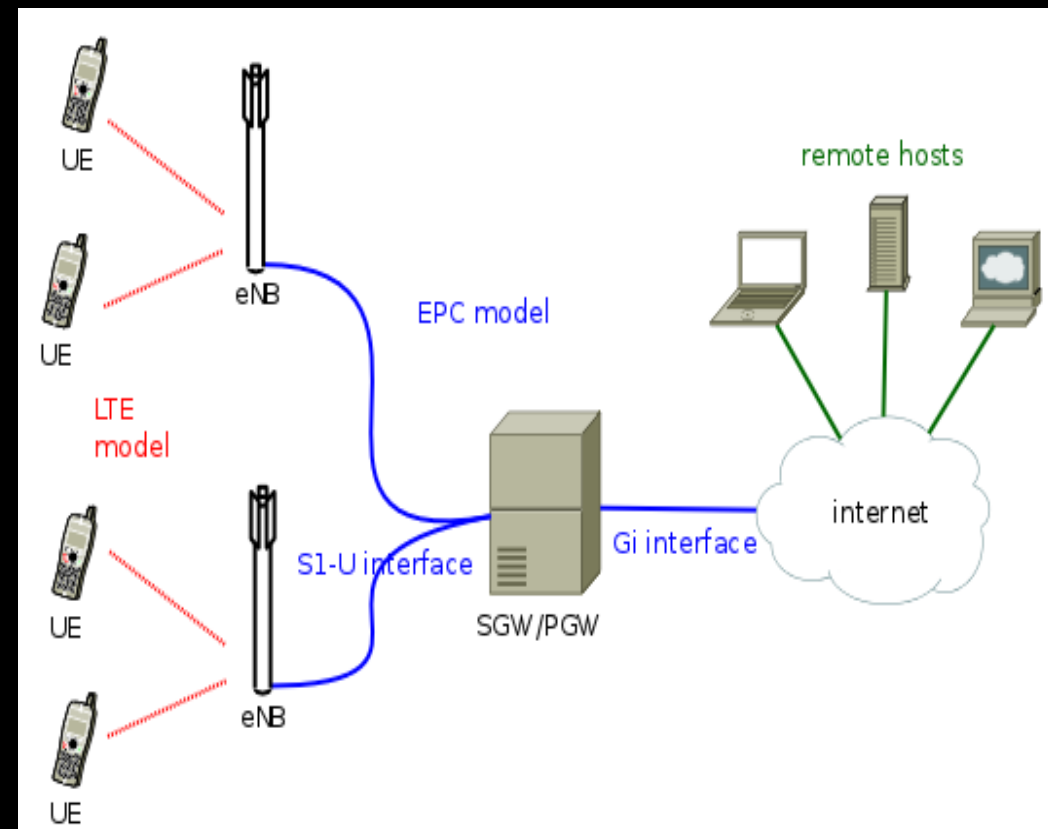 UE
remote hosts
UE
eNB
EPC model
LTE
model
internet
S1-U interface
Gi interface
SGW/PGW
UE
eNB
UE